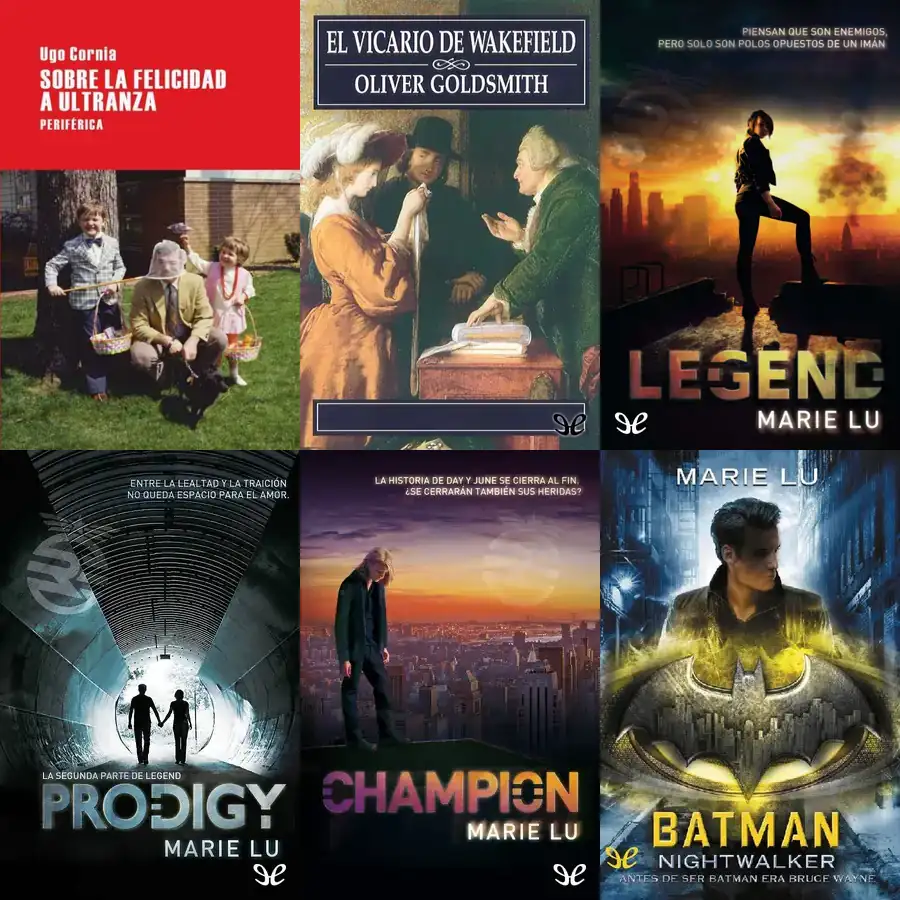 Ugo Cornia
SOBRE LA FELICIDAD
A ULTRANZA
PERIFÉRICA
EL VICARIO DE WAKEFIELD
OLIVER GOLDSMITH
PIENSAN QUE SON ENEMIGOS,
PERO SOLO SON POLOS OPUESTOS DE UN IMÁN
LEGEND
MARIE LU
ENTRE LA LEALTAD Y LA TRAICIÓN
NO QUEDA ESPACIO PARA EL AMOR.
LA SEGUNDA PARTE DE LEGEND
PRODIGY
MARIE LU
LA HISTORIA DE DAY Y JUNE SE CIERRA AL FIN.
¿SE CERRARÁN TAMBIÉN SUS HERIDAS?
CHAMPION
MARIE LU
MARIE LU
BATMAN
NIGHTWALKER
ANTES DE SER BATMAN ERA BRUCE WAYNE